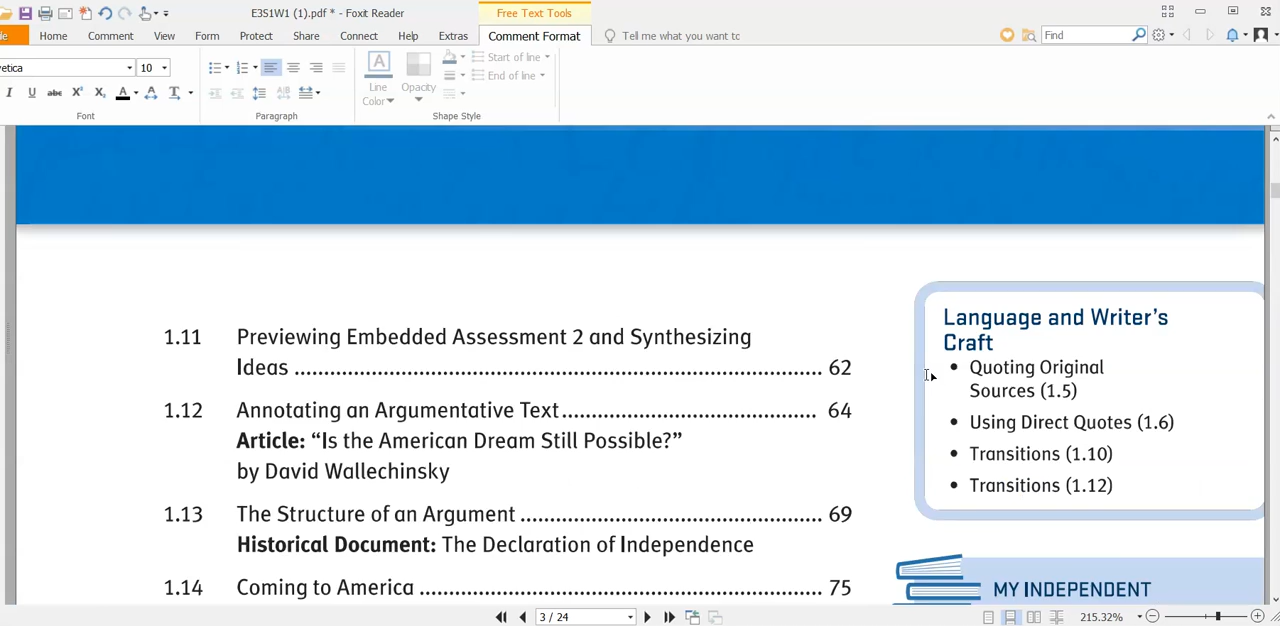 E3S1W1 (1).pdf * - Foxit Reader
Free Text Tools
Home View Form Protect Share Connect Help Extras Comment Format Tell me what you want to Find
Comment
10
Start of line
End of line
I U abc X² X₂ A T
Line
Color
Opacity
Font
Paragraph
Shape Style
1.11 Previewing Embedded Assessment 2 and Synthesizing
Ideas ............ 62
1.12 Annotating an Argumentative Text ............ 64
Article: “Is the American Dream Still Possible?”
by David Wallechinsky
1.13 The Structure of an Argument ............ 69
Historical Document: The Declaration of Independence
1.14 Coming to America ............ 75
Language and Writer’s
Craft
• Quoting Original
Sources (1.5)
• Using Direct Quotes (1.6)
• Transitions (1.10)
• Transitions (1.12)
MY INDEPENDENT
3 / 24
215.32%